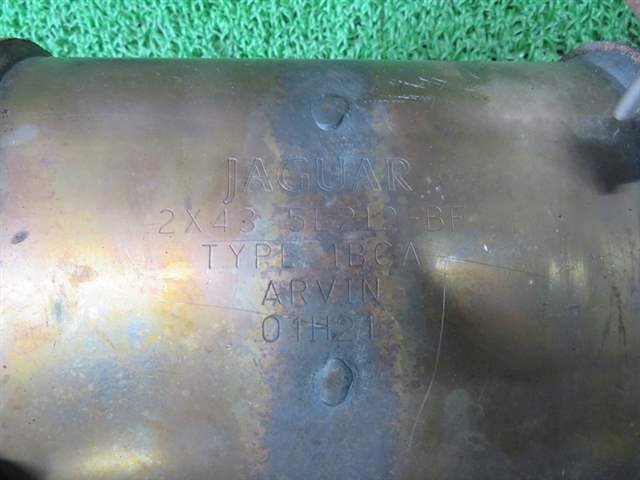 JAGUAR
2X43 5E212-BF
TYPE 1BCA
ARVIN
01H21